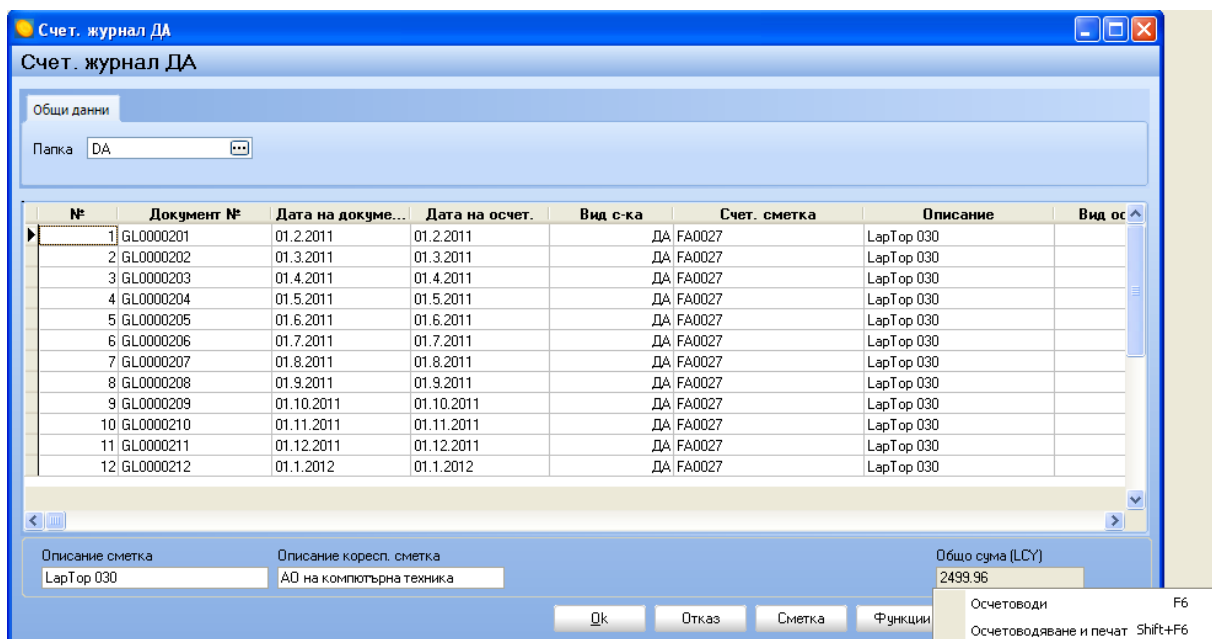 Счет. журнал ДА
Счет. журнал ДА
Общи данни
Папка DA
№ Документ № Дата на докуме... Дата на осчет. Вид с-ка Счет. сметка Описание Вид ос
1 GL0000201 01.2.2011 01.2.2011 ДА FA0027 LapTop 030
2 GL0000202 01.3.2011 01.3.2011 ДА FA0027 LapTop 030
3 GL0000203 01.4.2011 01.4.2011 ДА FA0027 LapTop 030
4 GL0000204 01.5.2011 01.5.2011 ДА FA0027 LapTop 030
5 GL0000205 01.6.2011 01.6.2011 ДА FA0027 LapTop 030
6 GL0000206 01.7.2011 01.7.2011 ДА FA0027 LapTop 030
7 GL0000207 01.8.2011 01.8.2011 ДА FA0027 LapTop 030
8 GL0000208 01.9.2011 01.9.2011 ДА FA0027 LapTop 030
9 GL0000209 01.10.2011 01.10.2011 ДА FA0027 LapTop 030
10 GL0000210 01.11.2011 01.11.2011 ДА FA0027 LapTop 030
11 GL0000211 01.12.2011 01.12.2011 ДА FA0027 LapTop 030
12 GL0000212 01.1.2012 01.1.2012 ДА FA0027 LapTop 030
Описание сметка Описание коресп. сметка Общо сума (LCY)
LapTop 030 АО на компютърна техника 2499.96
Ok Отказ Сметка Функции
Осчетоводи F6
Осчетоводяване и печат Shift+F6